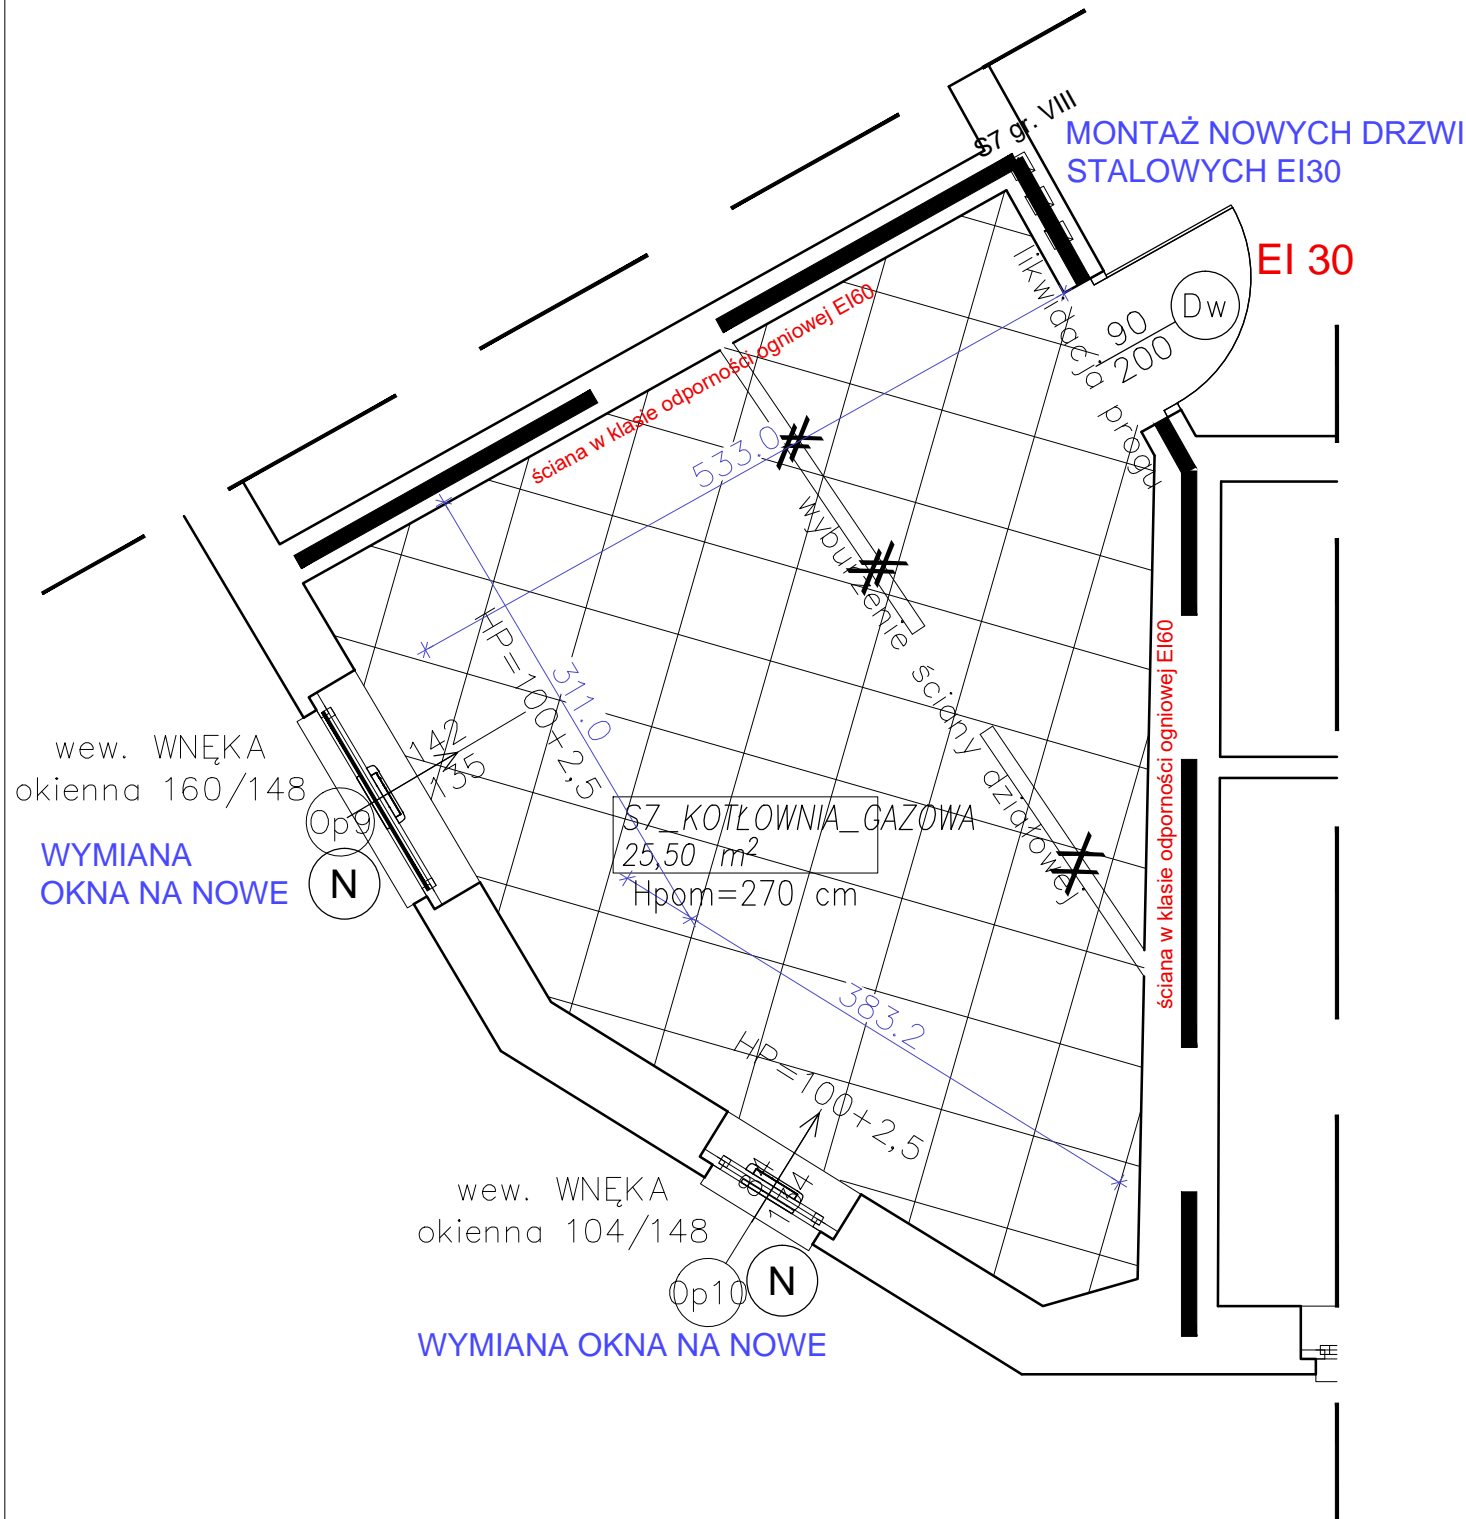 S7 gr. VIII
MONTAŻ NOWYCH DRZWI
STALOWYCH EI30
EI 30
Dw
90
200
likwidacja progu
ściana w klasie odporności ogniowej EI60
533.0
wyburzenie ściany działowej
HP=100+2,5
311.0
ściana w klasie odporności ogniowej EI60
wew. WNĘKA
okienna 160/148
142
135
Op9
WYMIANA
OKNA NA NOWE
N
S7_KOTŁOWNIA_GAZOWA
25,50 m²
Hpom=270 cm
383.2
HP=100+2,5
wew. WNĘKA
okienna 104/148
Op10
N
WYMIANA OKNA NA NOWE